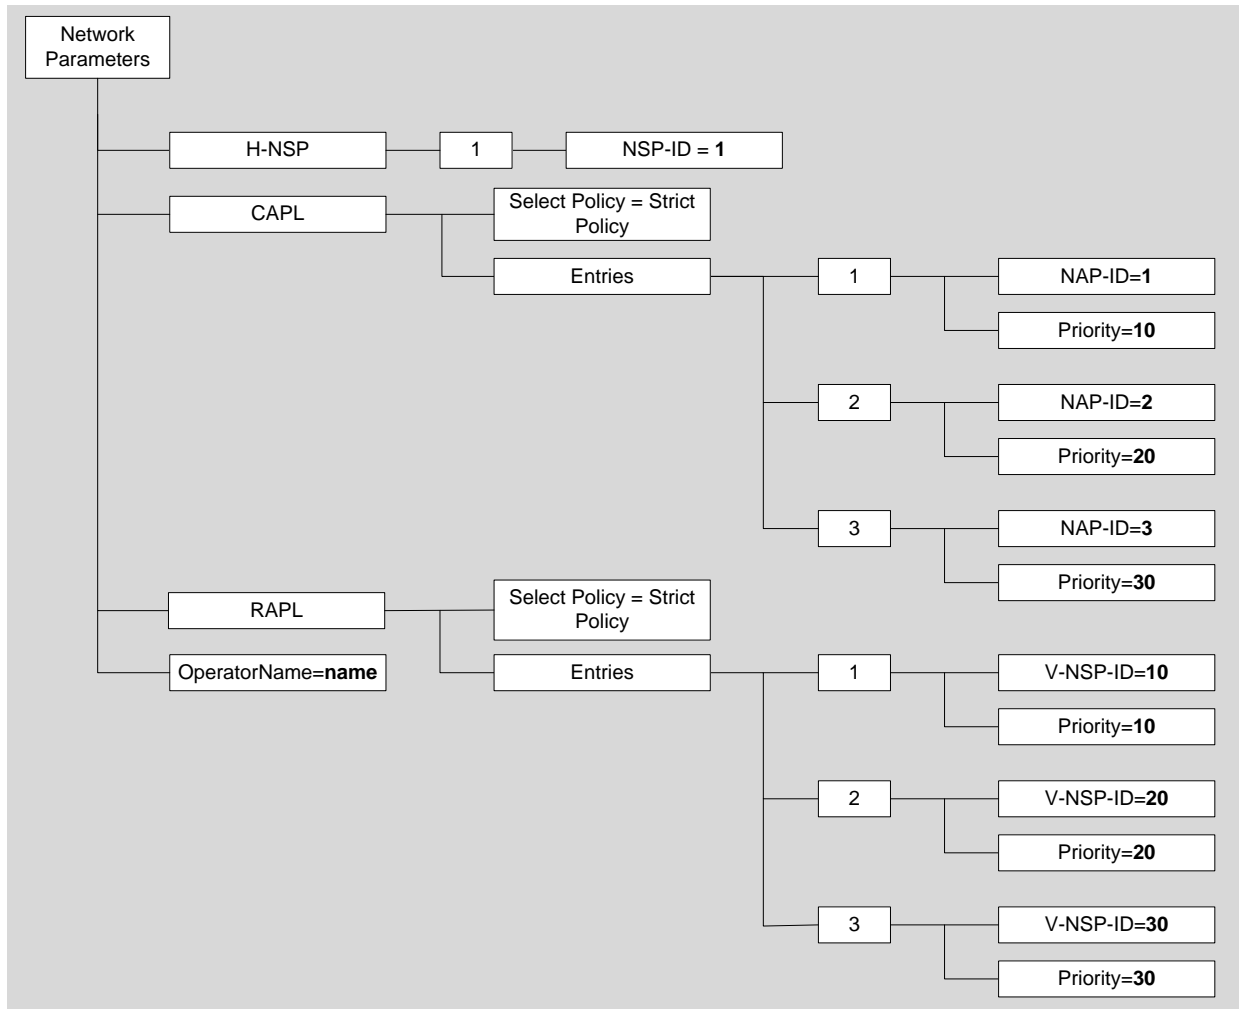 Network
Parameters
H-NSP
1
NSP-ID = 1
CAPL
Select Policy = Strict
Policy
Entries
1
NAP-ID=1
Priority=10
2
NAP-ID=2
Priority=20
3
NAP-ID=3
Priority=30
RAPL
Select Policy = Strict
Policy
OperatorName=name
Entries
1
V-NSP-ID=10
Priority=10
2
V-NSP-ID=20
Priority=20
3
V-NSP-ID=30
Priority=30